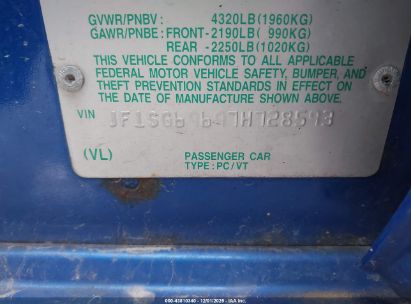 GVWR/PNBV: 4320LB(1960KG)
GAWR/PNBE: FRONT-2190LB( 990KG)
REAR -2250LB(1020KG)
THIS VEHICLE CONFORMS TO ALL APPLICABLE
FEDERAL MOTOR VEHICLE SAFETY, BUMPER, AND
THEFT PREVENTION STANDARDS IN EFFECT ON
THE DATE OF MANUFACTURE SHOWN ABOVE.
VIN
(VL) PASSENGER CAR
TYPE: PC/VT